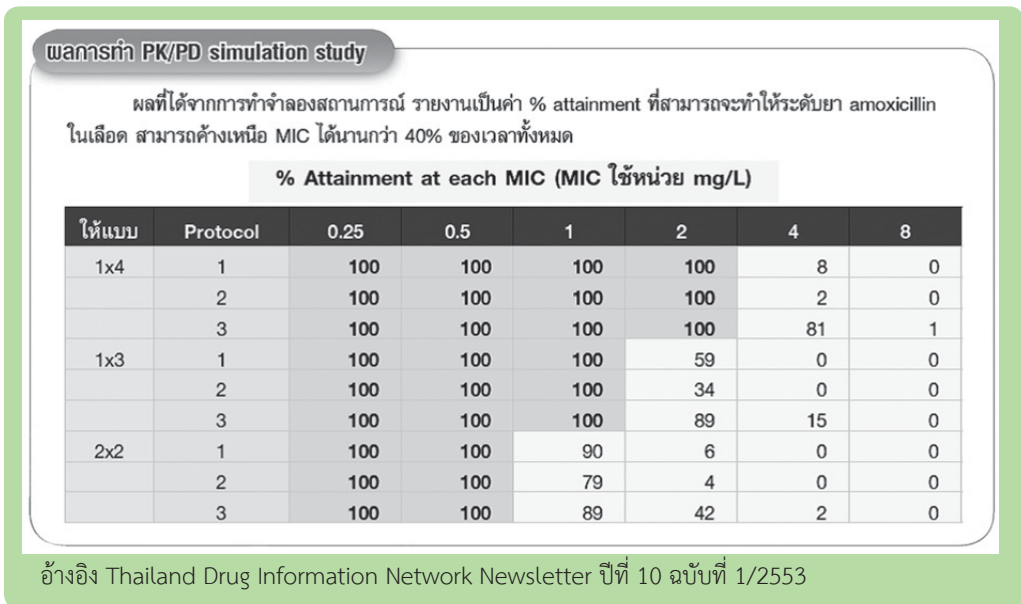 ผลการทำ PK/PD simulation study
ผลที่ได้จากการทำจำลองสถานการณ์ รายงานเป็นค่า % attainment ที่สามารถจะทำให้ระดับยา amoxicillin
ในเลือด สามารถค้างเหนือ MIC ได้นานกว่า 40% ของเวลาทั้งหมด
% Attainment at each MIC (MIC ใช้หน่วย mg/L)
ให้แบบ Protocol 0.25 0.5 1 2 4 8
1x4 1 100 100 100 100 8 0
2 100 100 100 100 2 0
3 100 100 100 100 81 1
1x3 1 100 100 100 59 0 0
2 100 100 100 34 0 0
3 100 100 100 89 15 0
2x2 1 100 100 90 6 0 0
2 100 100 79 4 0 0
3 100 100 89 42 2 0
อ้างอิง Thailand Drug Information Network Newsletter ปีที่ 10 ฉบับที่ 1/2553